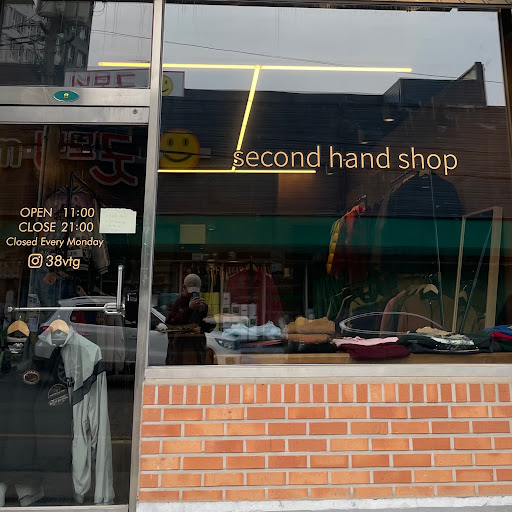 second hand shop
OPEN 11:00
CLOSE 21:00
Closed Every Monday
38vtg